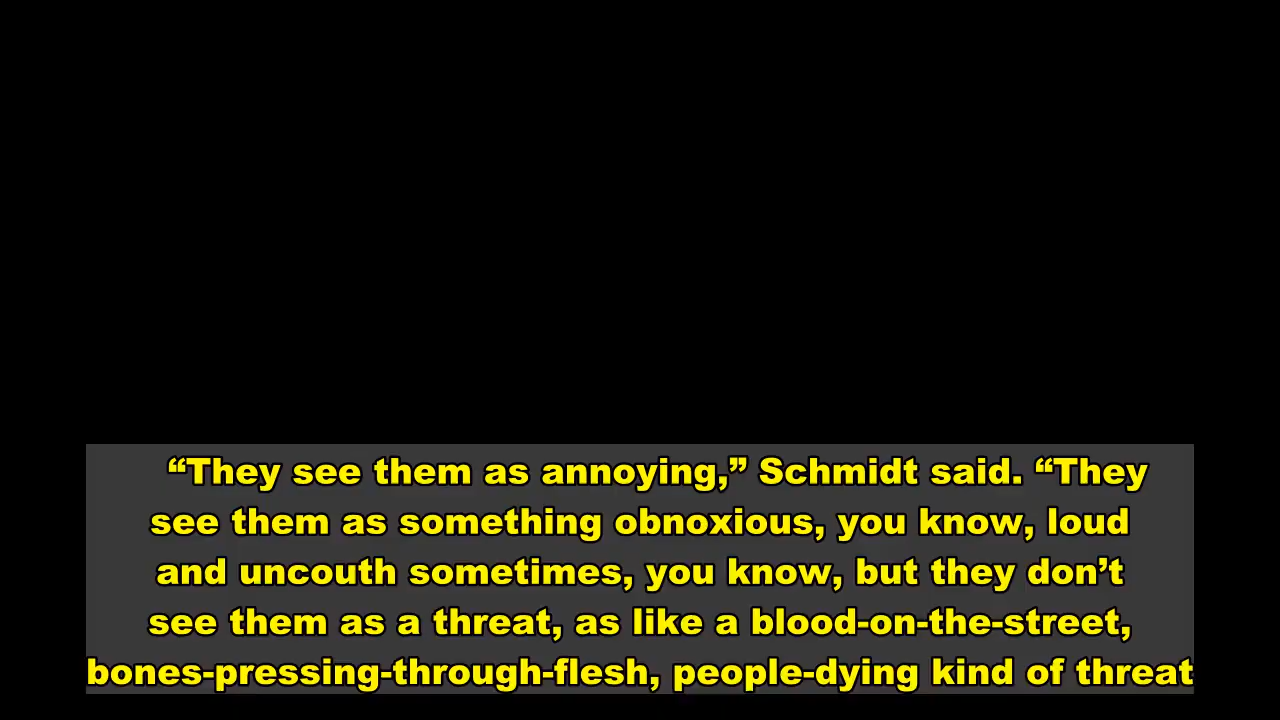 “They see them as annoying,” Schmidt said. “They
see them as something obnoxious, you know, loud
and uncouth sometimes, you know, but they don’t
see them as a threat, as like a blood-on-the-street,
bones-pressing-through-flesh, people-dying kind of threat